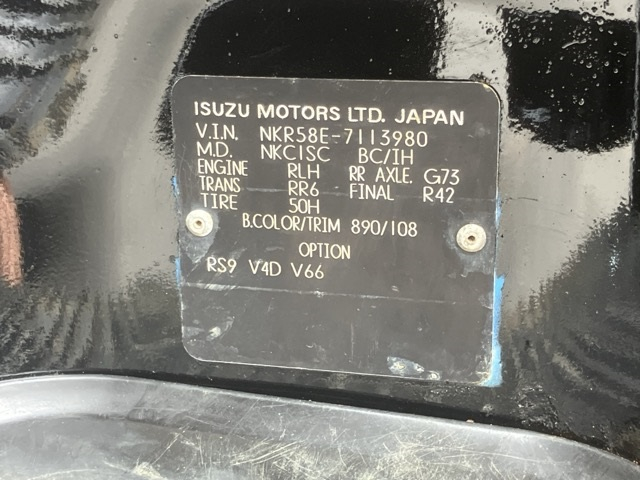 ISUZU MOTORS LTD. JAPAN
V.I.N. NKR58E-7113980
M.D. NKC1SC BC/IH
ENGINE RLH RR AXLE. G73
TRANS RR6 FINAL R42
TIRE 50H
B.COLOR/TRIM 890/108
OPTION
RS9 V4D V66